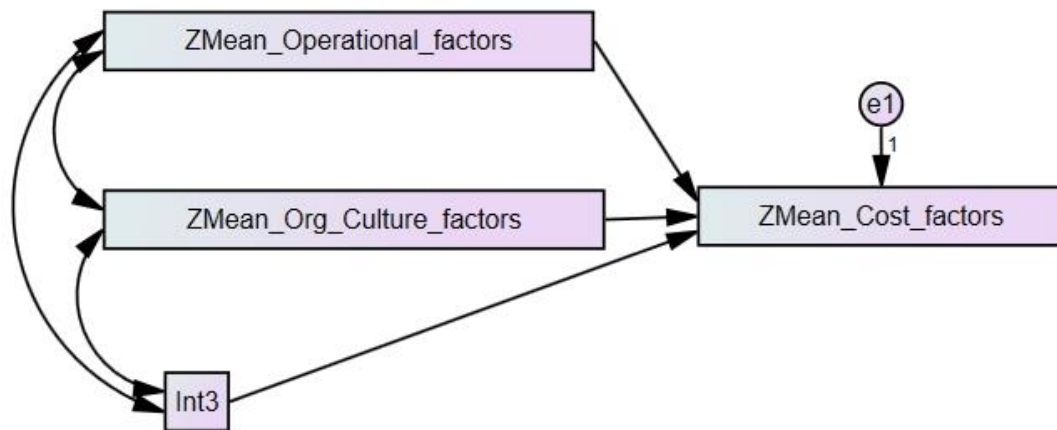 ZMean_Operational_factors
e1
1
ZMean_Org_Culture_factors
ZMean_Cost_factors
Int3